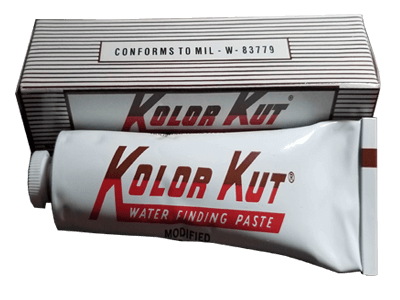 CONFORMS TO MIL - W- 83779
KOLOR KUT®
KOLOR KUT®
WATER FINDING PASTE
MODIFIED